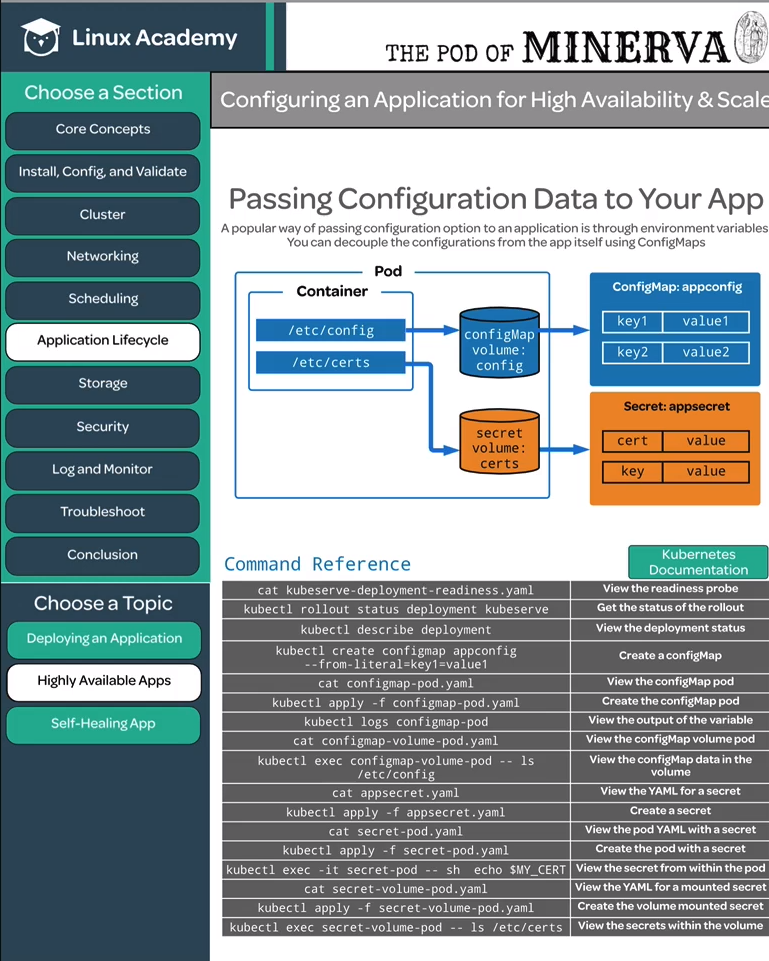 Linux Academy
THE POD OF MINERVA
Choose a Section
Core Concepts
Install, Config, and Validate
Cluster
Networking
Scheduling
Application Lifecycle
Storage
Security
Log and Monitor
Troubleshoot
Conclusion
Choose a Topic
Deploying an Application
Highly Available Apps
Self-Healing App
Configuring an Application for High Availability & Scale
Passing Configuration Data to Your App
A popular way of passing configuration option to an application is through environment variables
You can decouple the configurations from the app itself using ConfigMaps
Pod
Container
/etc/config
/etc/certs
configMap
volume:
config
secret
volume:
certs
ConfigMap: appconfig
key1 value1
key2 value2
Secret: appsecret
cert value
key value
Command Reference
Kubernetes
Documentation
cat kubeserve-deployment-readiness.yaml View the readiness probe
kubectl rollout status deployment kubeserve Get the status of the rollout
kubectl describe deployment View the deployment status
kubectl create configmap appconfig
--from-literal=key1=value1
Create a configMap
cat configmap-pod.yaml View the configMap pod
kubectl apply -f configmap-pod.yaml Create the configMap pod
kubectl logs configmap-pod View the output of the variable
cat configmap-volume-pod.yaml View the configMap volume pod
kubectl exec configmap-volume-pod -- ls
/etc/config
View the configMap data in the
volume
cat appsecret.yaml View the YAML for a secret
kubectl apply -f appsecret.yaml Create a secret
cat secret-pod.yaml View the pod YAML with a secret
kubectl apply -f secret-pod.yaml Create the pod with a secret
kubectl exec -it secret-pod -- sh echo $MY_CERT View the secret from within the pod
cat secret-volume-pod.yaml View the YAML for a mounted secret
kubectl apply -f secret-volume-pod.yaml Create the volume mounted secret
kubectl exec secret-volume-pod -- ls /etc/certs View the secrets within the volume